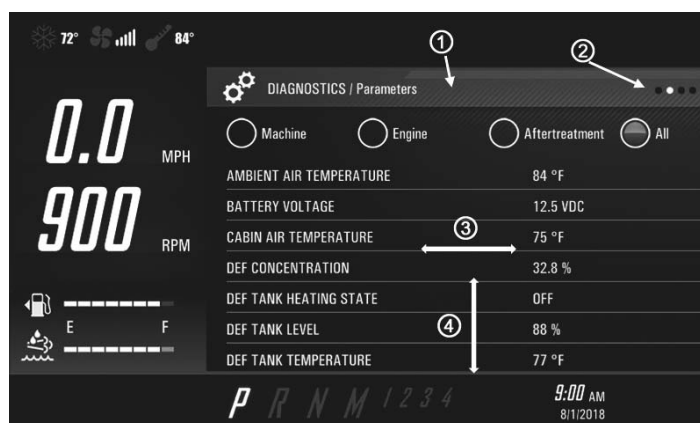 72° 84°
①
②
DIAGNOSTICS / Parameters
Machine Engine Aftertreatment All
0.0 MPH
900 RPM
AMBIENT AIR TEMPERATURE 84 °F
BATTERY VOLTAGE 12.5 VDC
CABIN AIR TEMPERATURE 75 °F
③
DEF CONCENTRATION 32.8 %
DEF TANK HEATING STATE OFF
④
DEF TANK LEVEL 88 %
DEF TANK TEMPERATURE 77 °F
E F
P R N M 1 2 3 4
9:00 AM
8/1/2018